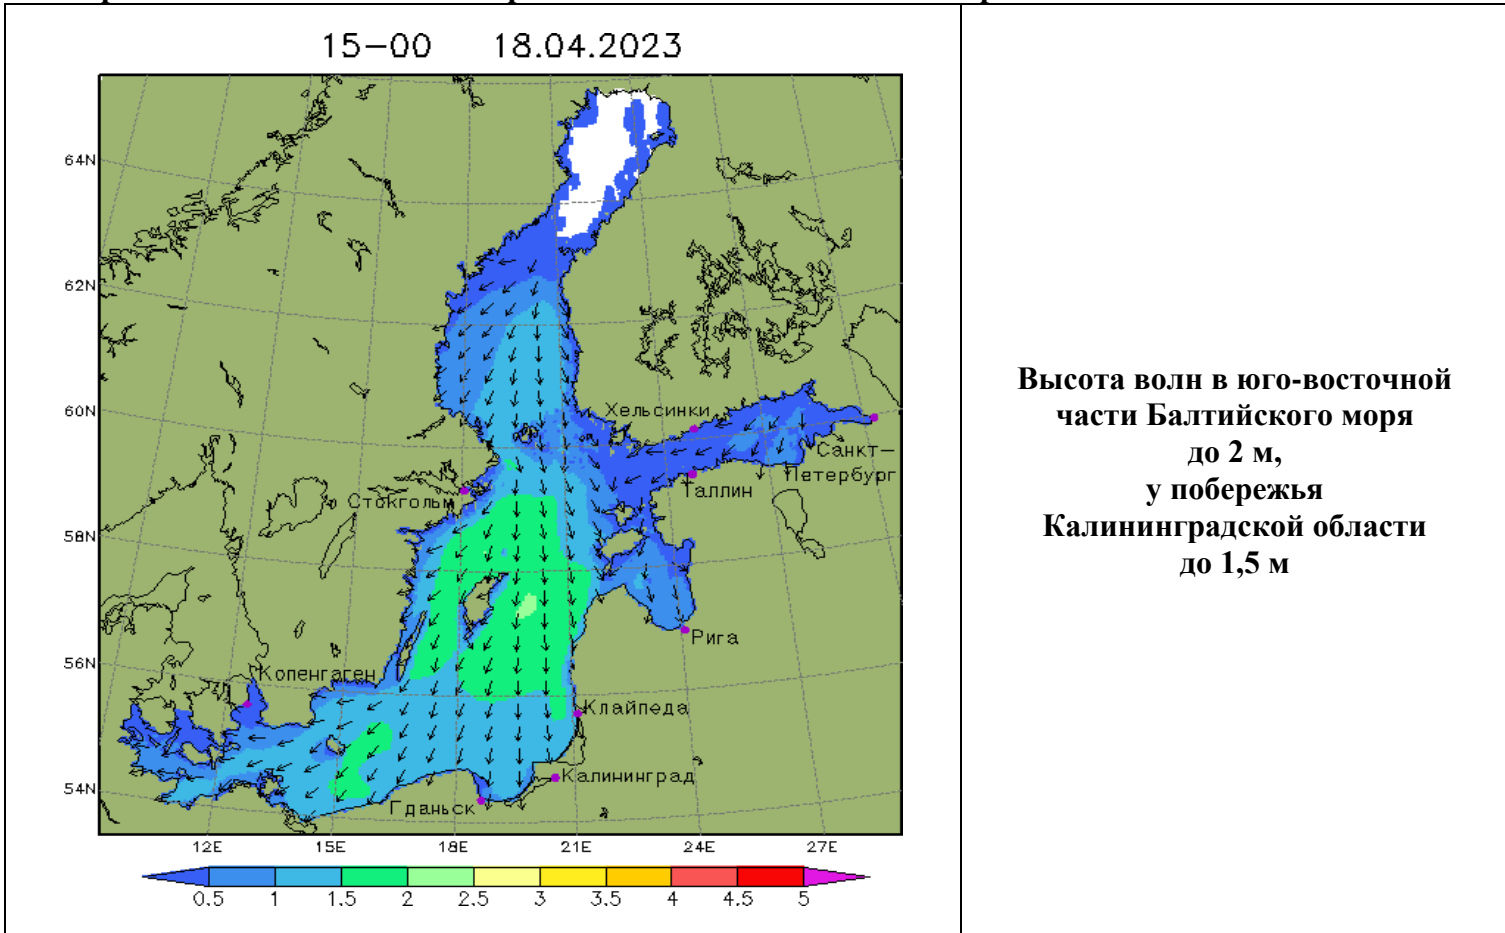 15-00 18.04.2023
64N
62N
60N
58N
56N
54N
Хельсинки
Санкт-
Петербург
Таллин
Стокгольм
Рига
Копенгаген
Клайпеда
Калининград
Гданьск
12E 15E 18E 21E 24E 27E
0.5 1 1.5 2 2.5 3 3.5 4 4.5 5
Высота волн в юго-восточной
части Балтийского моря
до 2 м,
у побережья
Калининградской области
до 1,5 м